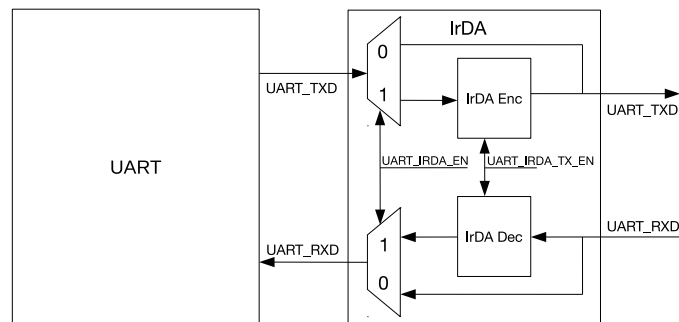 IrDA
0
UART_TXD
1
IrDA Enc
UART_TXD
UART
UART_IRDA_EN
UART_IRDA_TX_EN
UART_RXD
1
IrDA Dec
UART_RXD
0